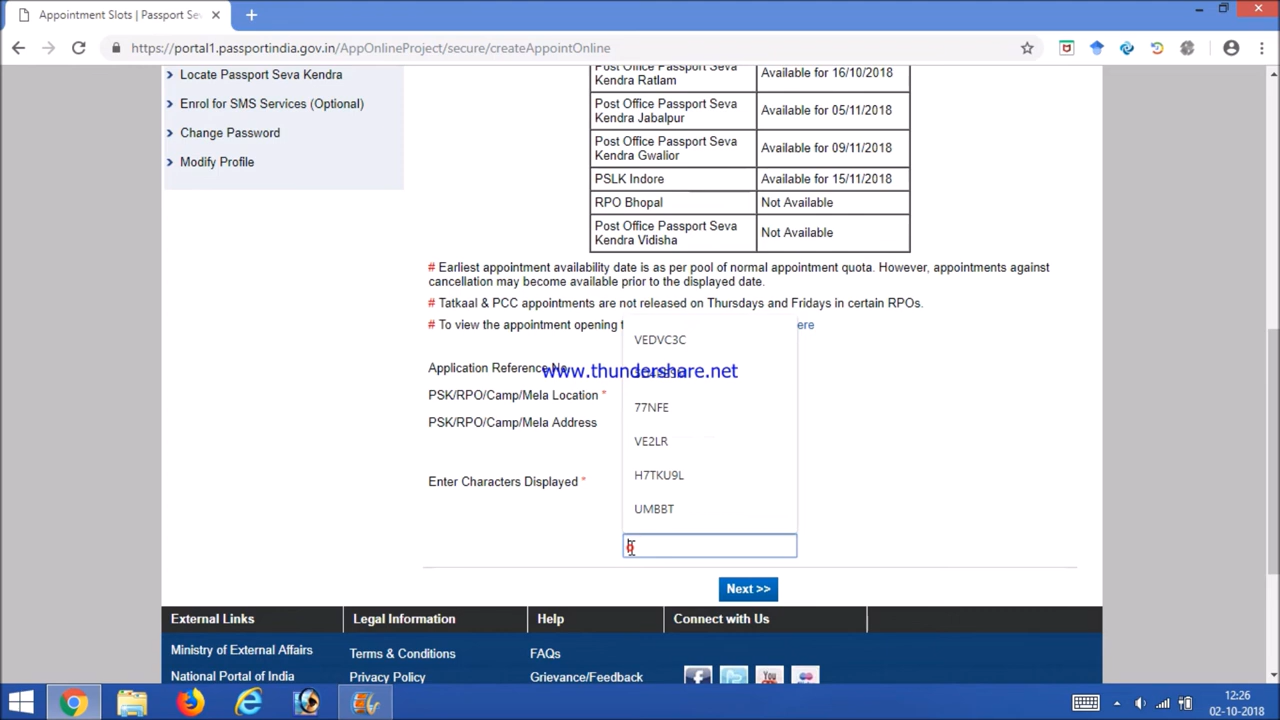 Appointment Slots | Passport Se
https://portal1.passportindia.gov.in/AppOnlineProject/secure/createAppointOnline
Locate Passport Seva Kendra
Enrol for SMS Services (Optional)
Change Password
Modify Profile
Post Office Passport Seva
Kendra Ratlam
Available for 16/10/2018
Post Office Passport Seva
Kendra Jabalpur
Available for 05/11/2018
Post Office Passport Seva
Kendra Gwalior
Available for 09/11/2018
PSLK Indore
Available for 15/11/2018
RPO Bhopal
Not Available
Post Office Passport Seva
Kendra Vidisha
Not Available
# Earliest appointment availability date is as per pool of normal appointment quota. However, appointments against
cancellation may become available prior to the displayed date.
# Tatkaal & PCC appointments are not released on Thursdays and Fridays in certain RPOs.
# To view the appointment opening t ere
VEDVC3C
Application Reference No
www.thundershare.net
PSK/RPO/Camp/Mela Location *
77NFE
PSK/RPO/Camp/Mela Address
VE2LR
H7TKU9L
Enter Characters Displayed *
UMBBT
Next >>
External Links
Legal Information
Help
Connect with Us
Ministry of External Affairs
Terms & Conditions
FAQs
National Portal of India
Privacy Policy
Grievance/Feedback
You
12:26
02-10-2018